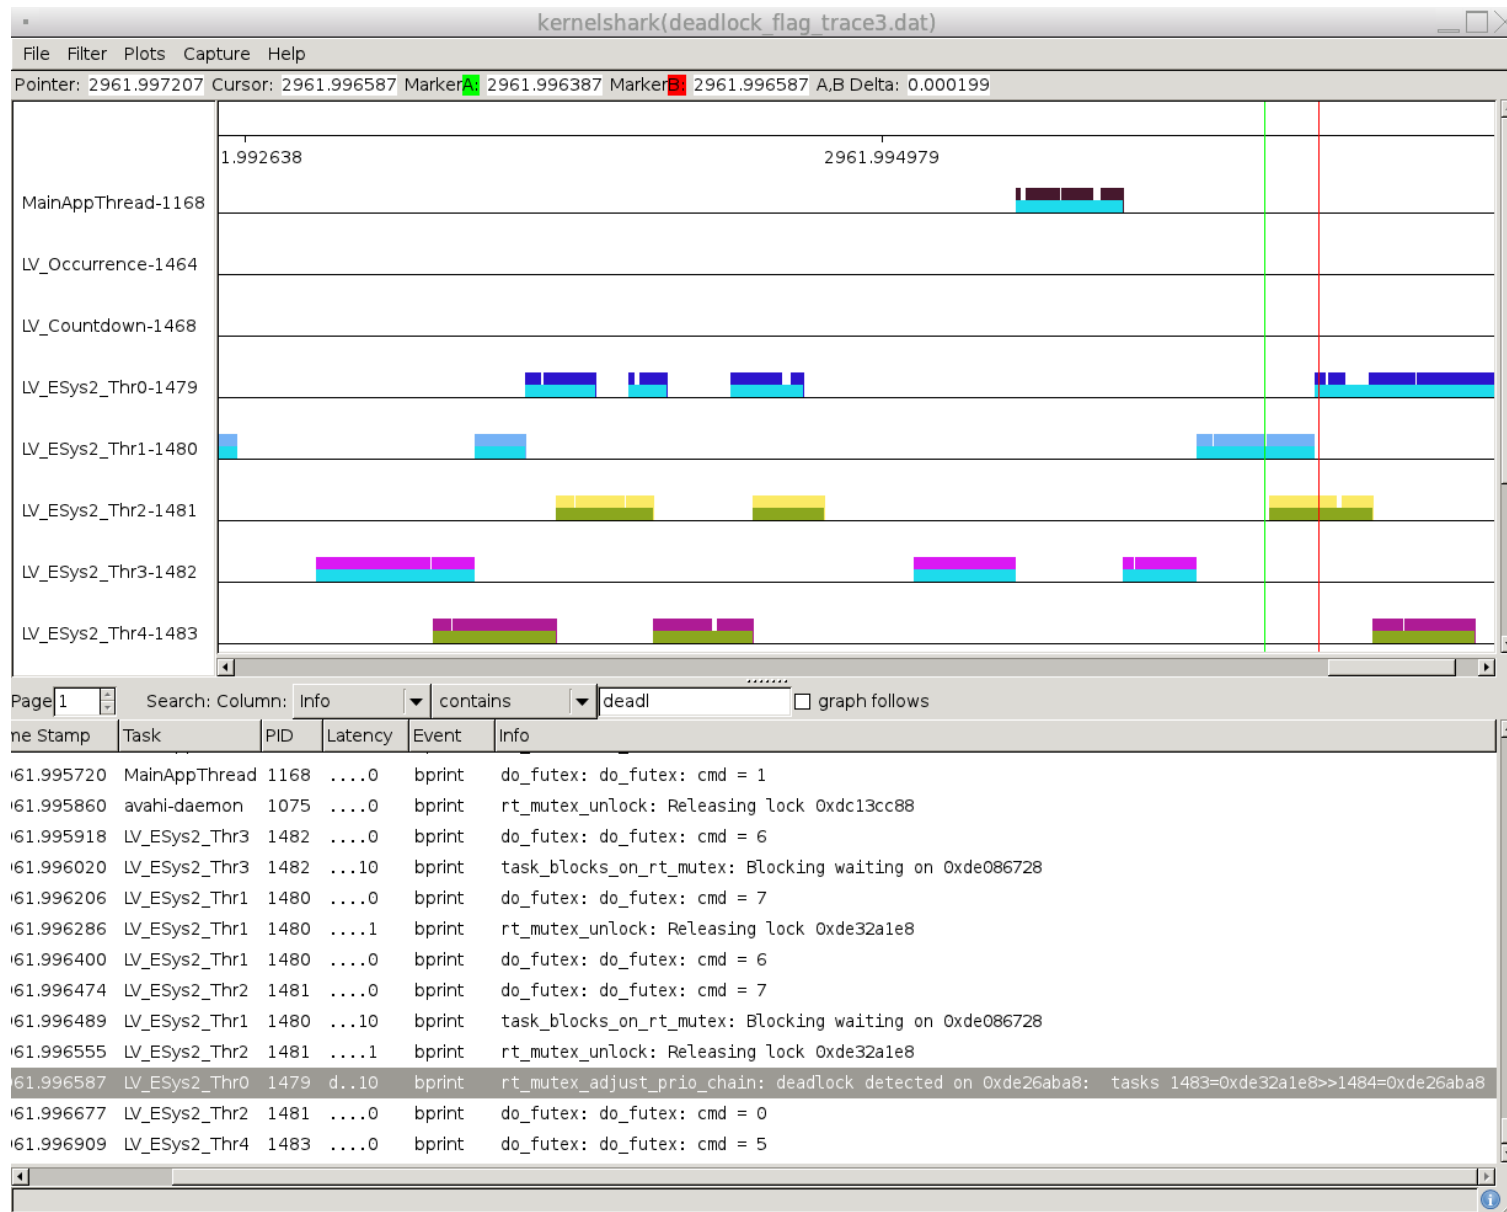 kernelshark(deadlock_flag_trace3.dat)
File Filter Plots Capture Help
Pointer: 2961.997207 Cursor: 2961.996587 MarkerA: 2961.996387 MarkerB: 2961.996587 A,B Delta: 0.000199
1.992638 2961.994979
MainAppThread-1168
LV_Occurrence-1464
LV_Countdown-1468
LV_ESys2_Thr0-1479
LV_ESys2_Thr1-1480
LV_ESys2_Thr2-1481
LV_ESys2_Thr3-1482
LV_ESys2_Thr4-1483
Page 1 Search: Column: Info contains deadl graph follows
ne Stamp Task PID Latency Event Info
61.995720 MainAppThread 1168 ....0 bprint do_futex: do_futex: cmd = 1
61.995860 avahi-daemon 1075 ....0 bprint rt_mutex_unlock: Releasing lock 0xdc13cc88
61.995918 LV_ESys2_Thr3 1482 ....0 bprint do_futex: do_futex: cmd = 6
61.996020 LV_ESys2_Thr3 1482 ...10 bprint task_blocks_on_rt_mutex: Blocking waiting on 0xde086728
61.996206 LV_ESys2_Thr1 1480 ....0 bprint do_futex: do_futex: cmd = 7
61.996286 LV_ESys2_Thr1 1480 ....1 bprint rt_mutex_unlock: Releasing lock 0xde32a1e8
61.996400 LV_ESys2_Thr1 1480 ....0 bprint do_futex: do_futex: cmd = 6
61.996474 LV_ESys2_Thr2 1481 ....0 bprint do_futex: do_futex: cmd = 7
61.996489 LV_ESys2_Thr1 1480 ...10 bprint task_blocks_on_rt_mutex: Blocking waiting on 0xde086728
61.996555 LV_ESys2_Thr2 1481 ....1 bprint rt_mutex_unlock: Releasing lock 0xde32a1e8
61.996587 LV_ESys2_Thr0 1479 d..10 bprint rt_mutex_adjust_prio_chain: deadlock detected on 0xde26aba8: tasks 1483=0xde32a1e8>>1484=0xde26aba8
61.996677 LV_ESys2_Thr2 1481 ....0 bprint do_futex: do_futex: cmd = 0
61.996909 LV_ESys2_Thr4 1483 ....0 bprint do_futex: do_futex: cmd = 5